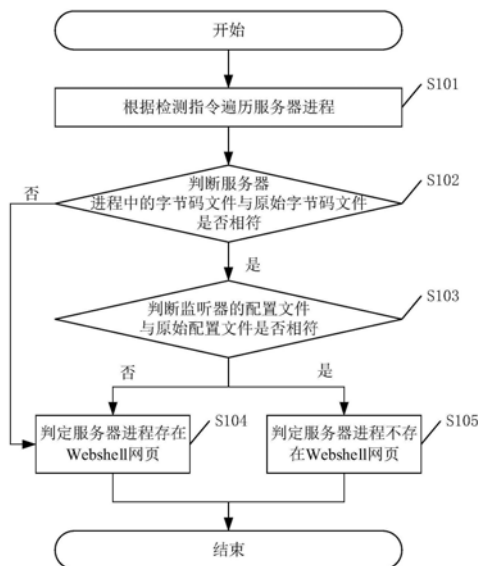 开始
S101
根据检测指令遍历服务器进程
S102
判断服务器
进程中的字节码文件与原始字节码文件
是否相符
否
是
S103
判断监听器的配置文件
与原始配置文件是否相符
否
是
S104
判定服务器进程存在
Webshell网页
S105
判定服务器进程不存
在Webshell网页
结束